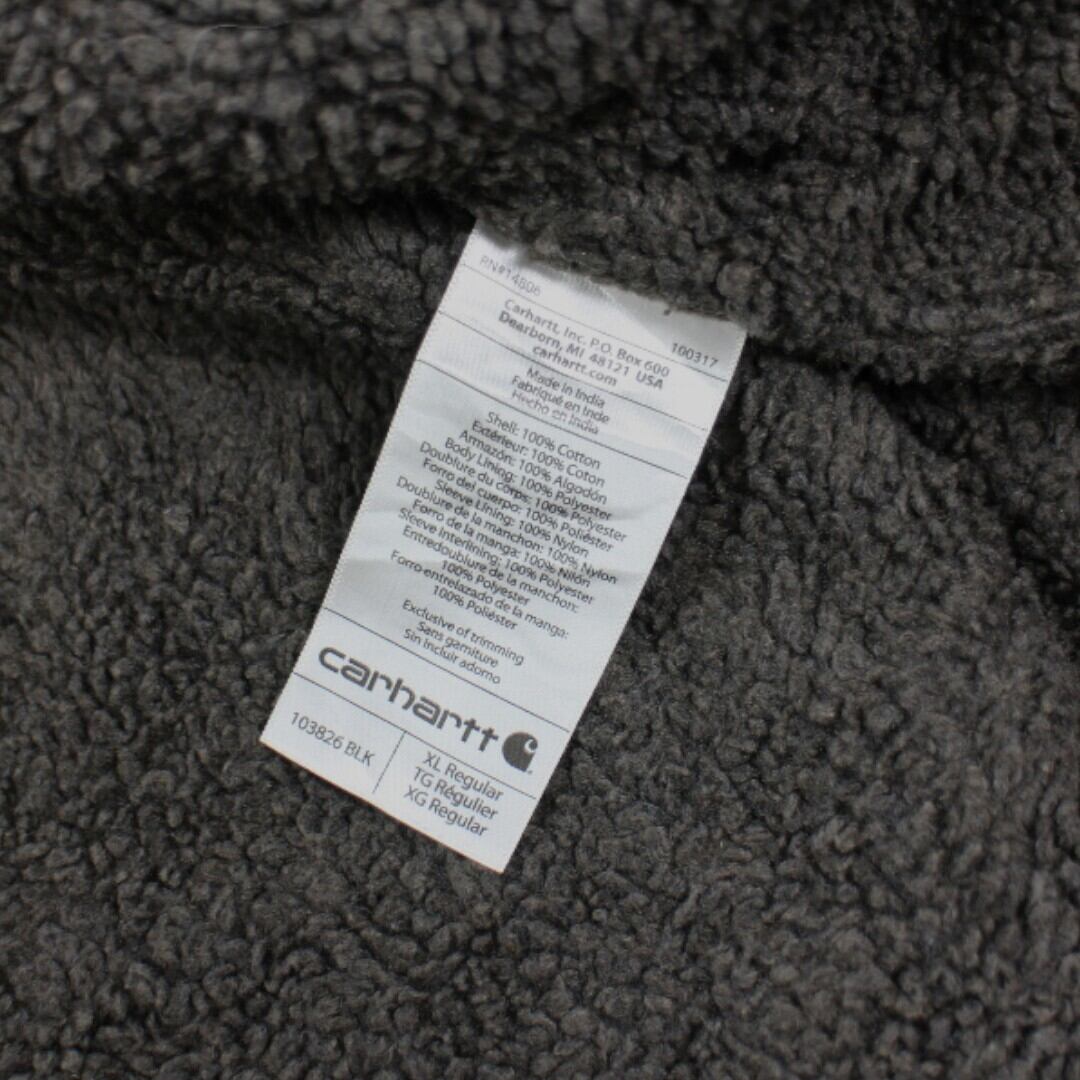 RN#14806
100317
Carhartt, Inc. P.O. Box 600
Dearborn, MI 48121 USA
carhartt.com
Made in India
Fabriqué en Inde
Hecho en India
Shell: 100% Cotton
Extérieur: 100% Coton
Armazón: 100% Algodón
Body Lining: 100% Polyester
Doublure du corps: 100% Polyester
Forro del cuerpo: 100% Poliéster
Sleeve Lining: 100% Nylon
Doublure de la manchon: 100% Nylon
Forro de la manga: 100% Nilón
Sleeve Interlining: 100% Polyester
Entredoublure de la manchon:
100% Polyester
Forro entrelazado de la manga:
100% Poliéster
Exclusive of trimming
Sans garniture
Sin incluir adorno
carhartt
103826 BLK
XL Regular
TG Régulier
XG Regular